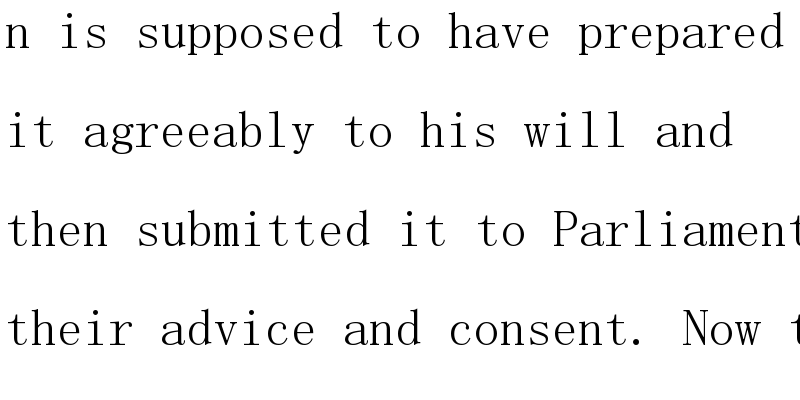 n is supposed to have prepared
it agreeably to his will and
then submitted it to Parliament
their advice and consent. Now t